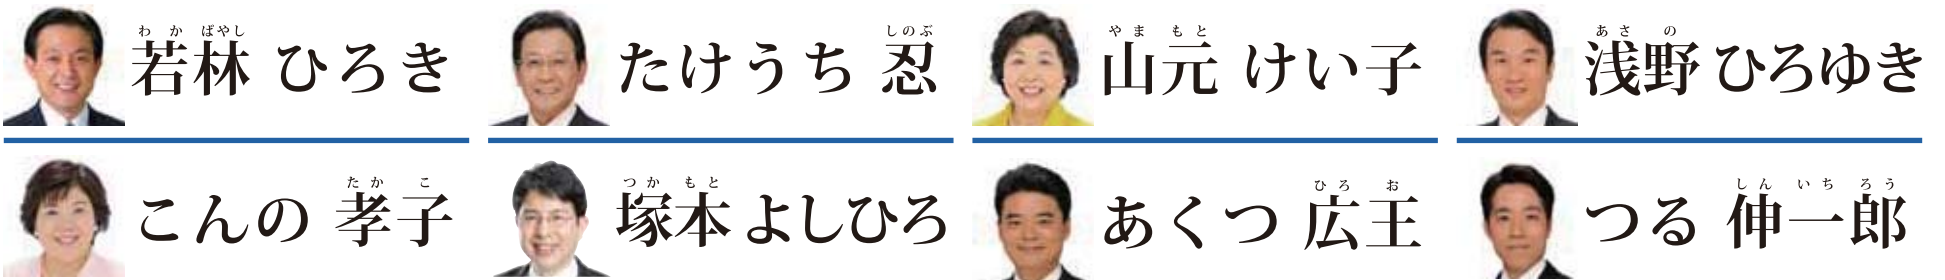 わかばやし しのぶ やまもと あさの
若林 ひろき たけうち 忍 山元 けい子 浅野 ひろゆき
たかこ つかもと ひろお しんいちろう
こんの 孝子 塚本 よしひろ あくつ 広王 つる 伸一郎